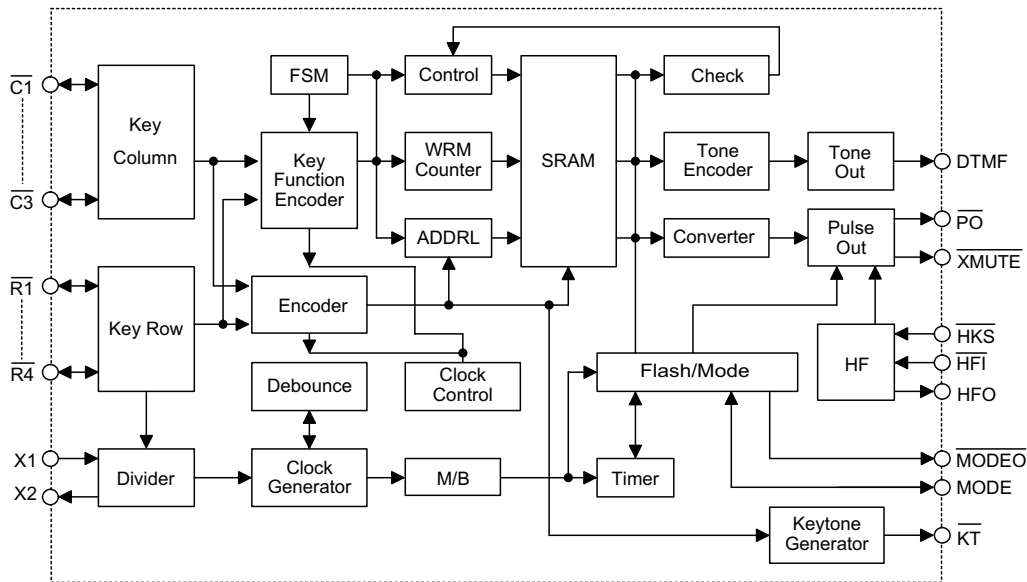 C1
C3
R1
R4
X1
X2
Key
Column
Key Row
Divider
FSM
Key
Function
Encoder
Encoder
Debounce
Clock
Generator
Control
WRM
Counter
ADDRL
Clock
Control
M/B
SRAM
Check
Tone
Encoder
Converter
Flash/Mode
Timer
Tone
Out
Pulse
Out
HF
Keytone
Generator
DTMF
PO
XMUTE
HKS
HFI
HFO
MODEO
MODE
KT